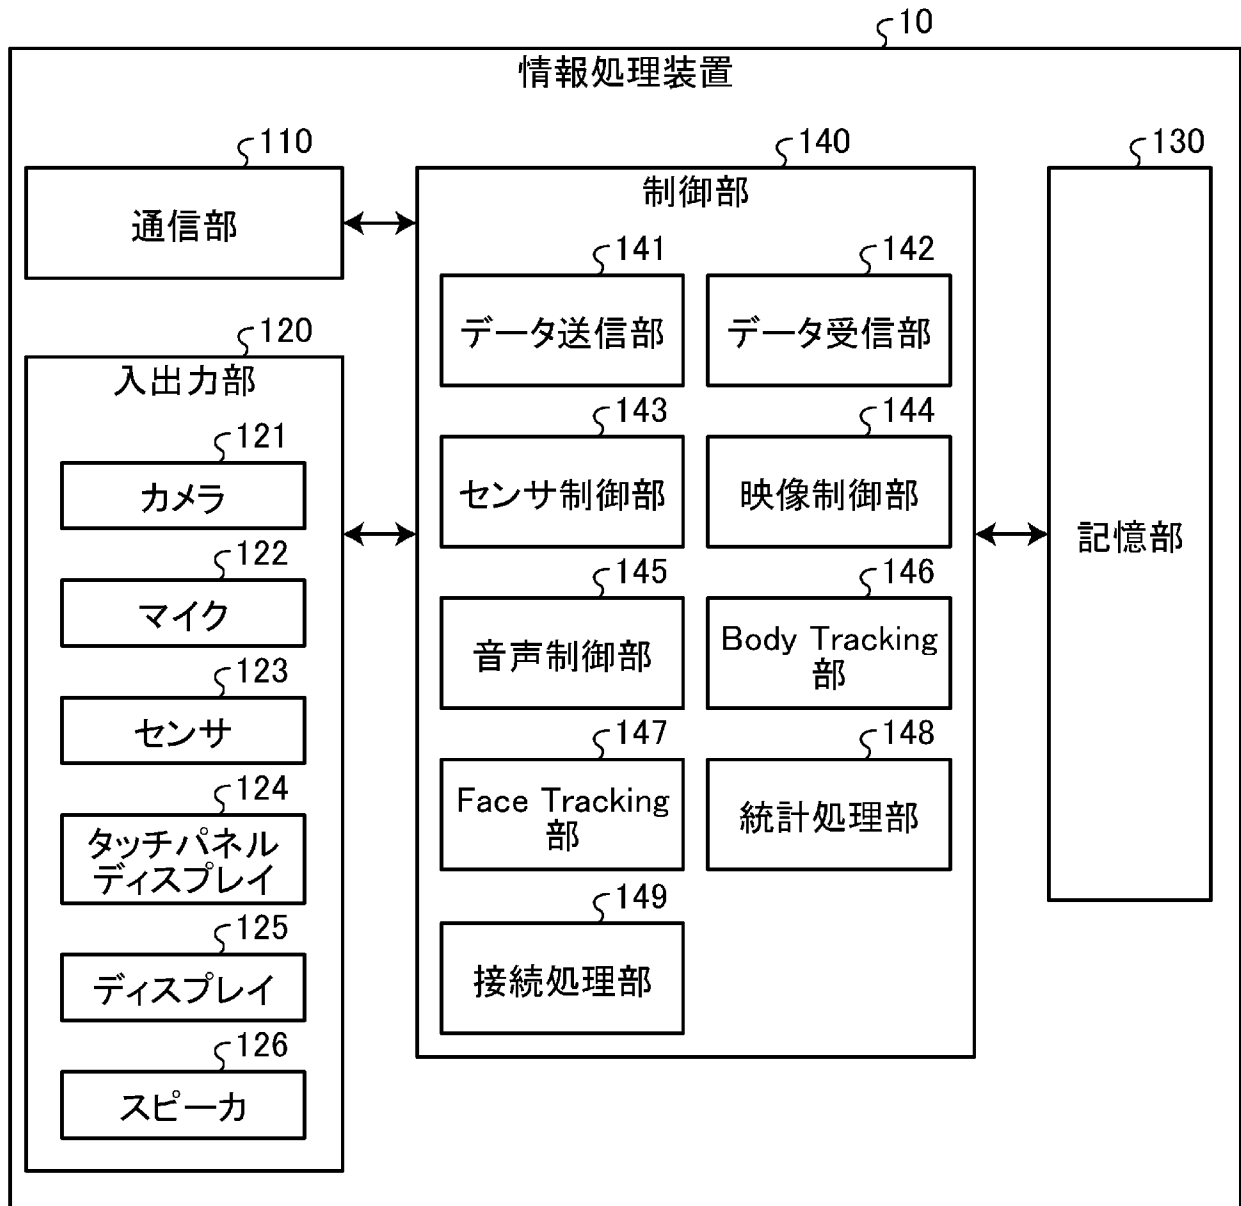 10
情報処理装置
110
通信部
120
入出力部
121
カメラ
122
マイク
123
センサ
124
タッチパネル
ディスプレイ
125
ディスプレイ
126
スピーカ
140
制御部
141
データ送信部
142
データ受信部
143
センサ制御部
144
映像制御部
145
音声制御部
146
Body Tracking
部
147
Face Tracking
部
148
統計処理部
149
接続処理部
130
記憶部